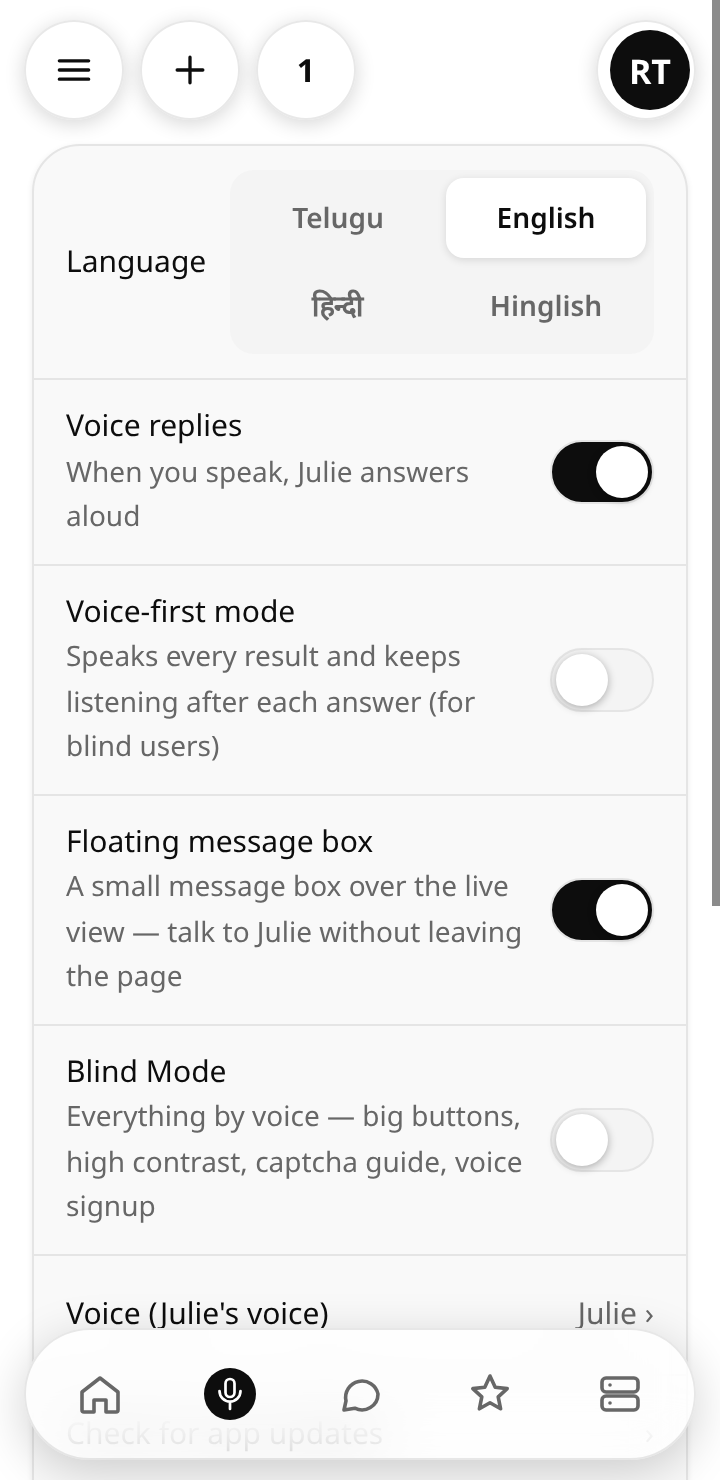 1
RT
Language
Telugu
English
हिन्दी
Hinglish
Voice replies
When you speak, Julie answers
aloud
Voice-first mode
Speaks every result and keeps
listening after each answer (for
blind users)
Floating message box
A small message box over the live
view — talk to Julie without leaving
the page
Blind Mode
Everything by voice — big buttons,
high contrast, captcha guide, voice
signup
Voice (Julie's voice)
Julie ›
Check for app updates
›